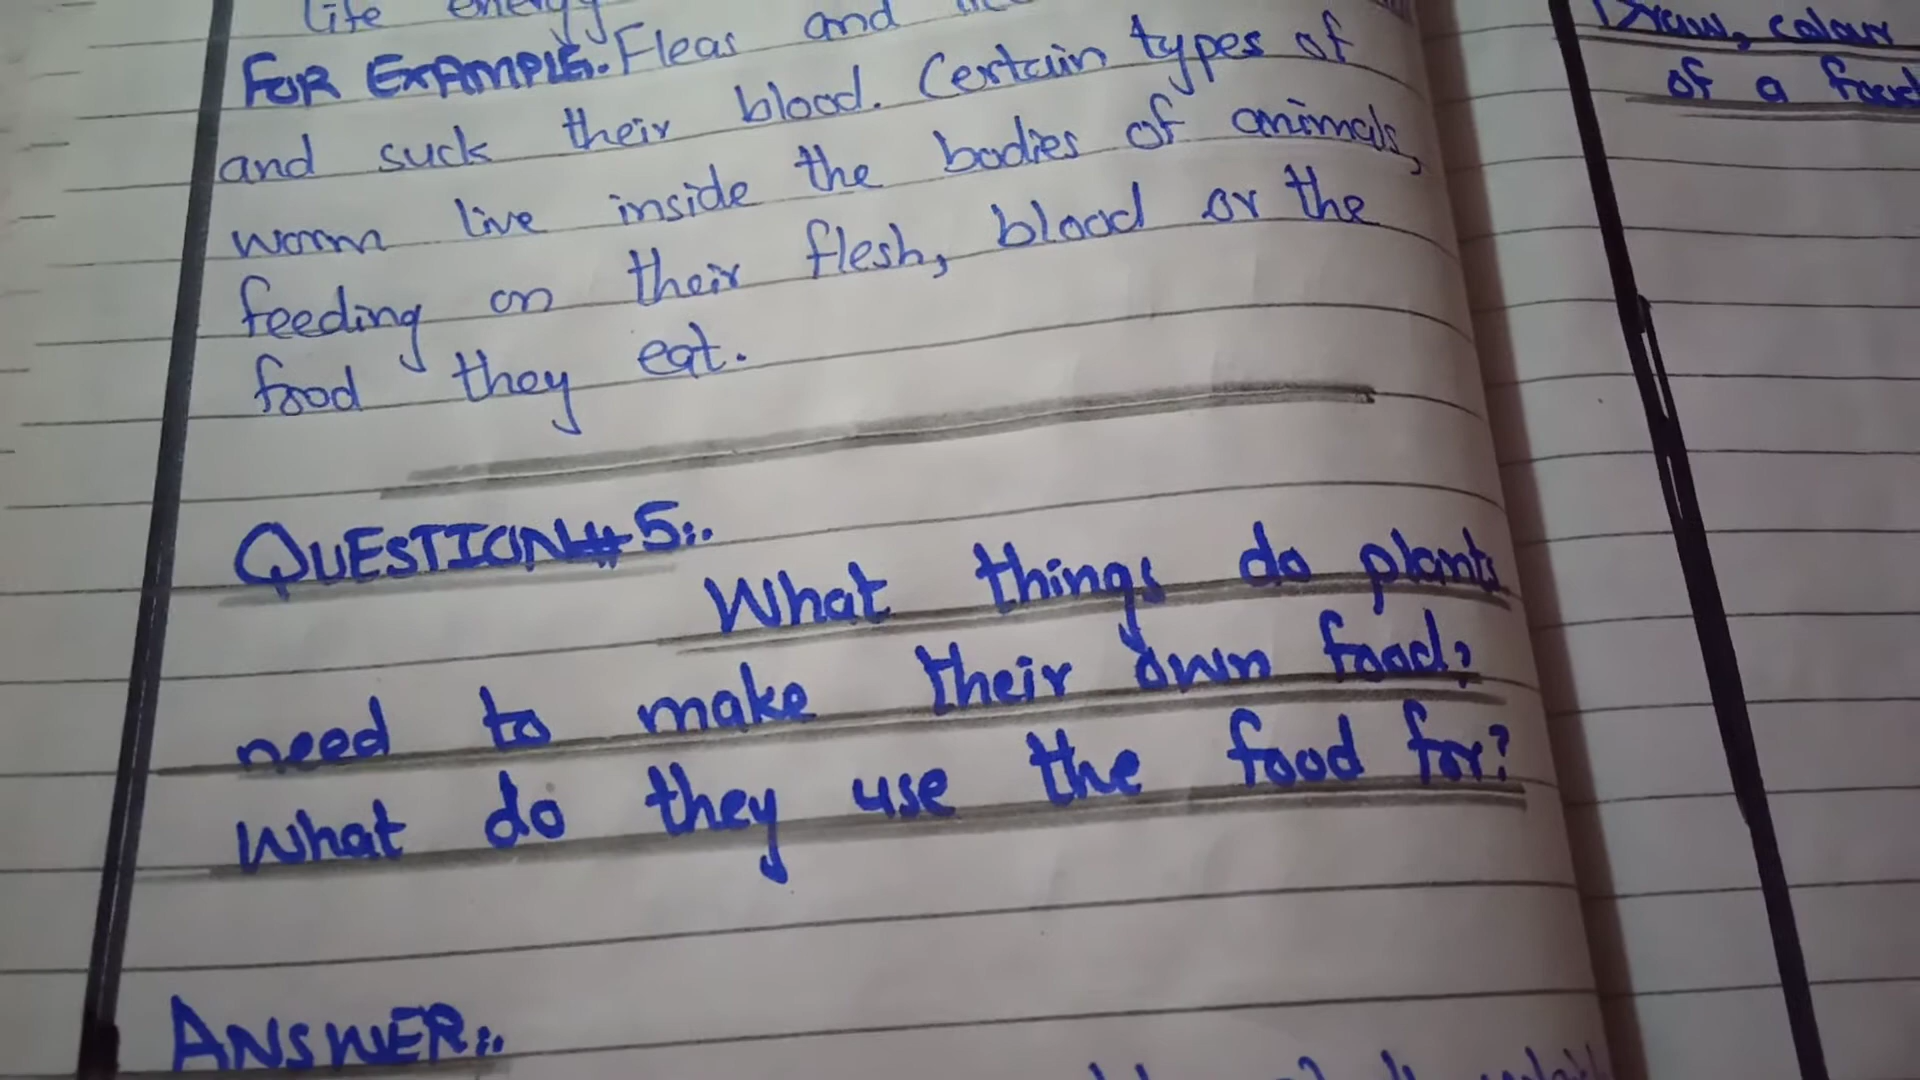 life energy
FOR EXAMPLE. Fleas and
and suck their blood. Certain types of
worm live inside the bodies of animals,
feeding on their flesh, blood or the
food they eat.
QUESTION#5:.
What things do plants
need to make their own food?
What do they use the food for?
ANSWER:.
Draw, colour
of a food